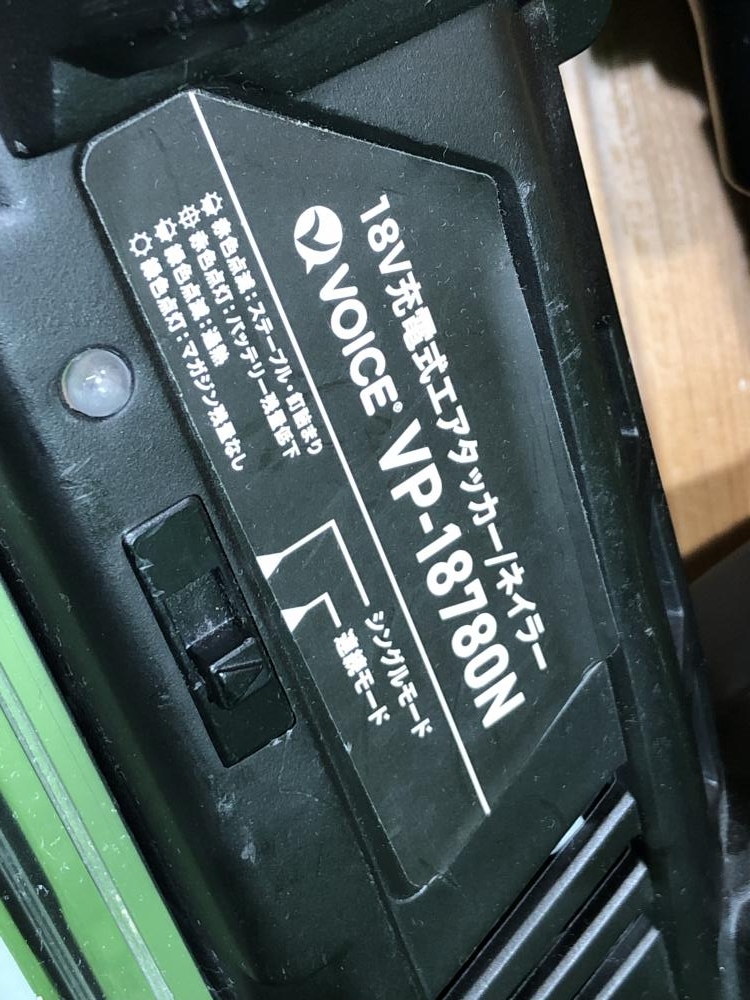 18V充電式エアタッカー/ネイラー
VOICE® VP-18780N
赤色点滅:ステープル・釘詰まり
赤色点灯:バッテリー残量低下
緑色点滅:過熱
緑色点灯:マガジン残量なし
シングルモード
連続モード